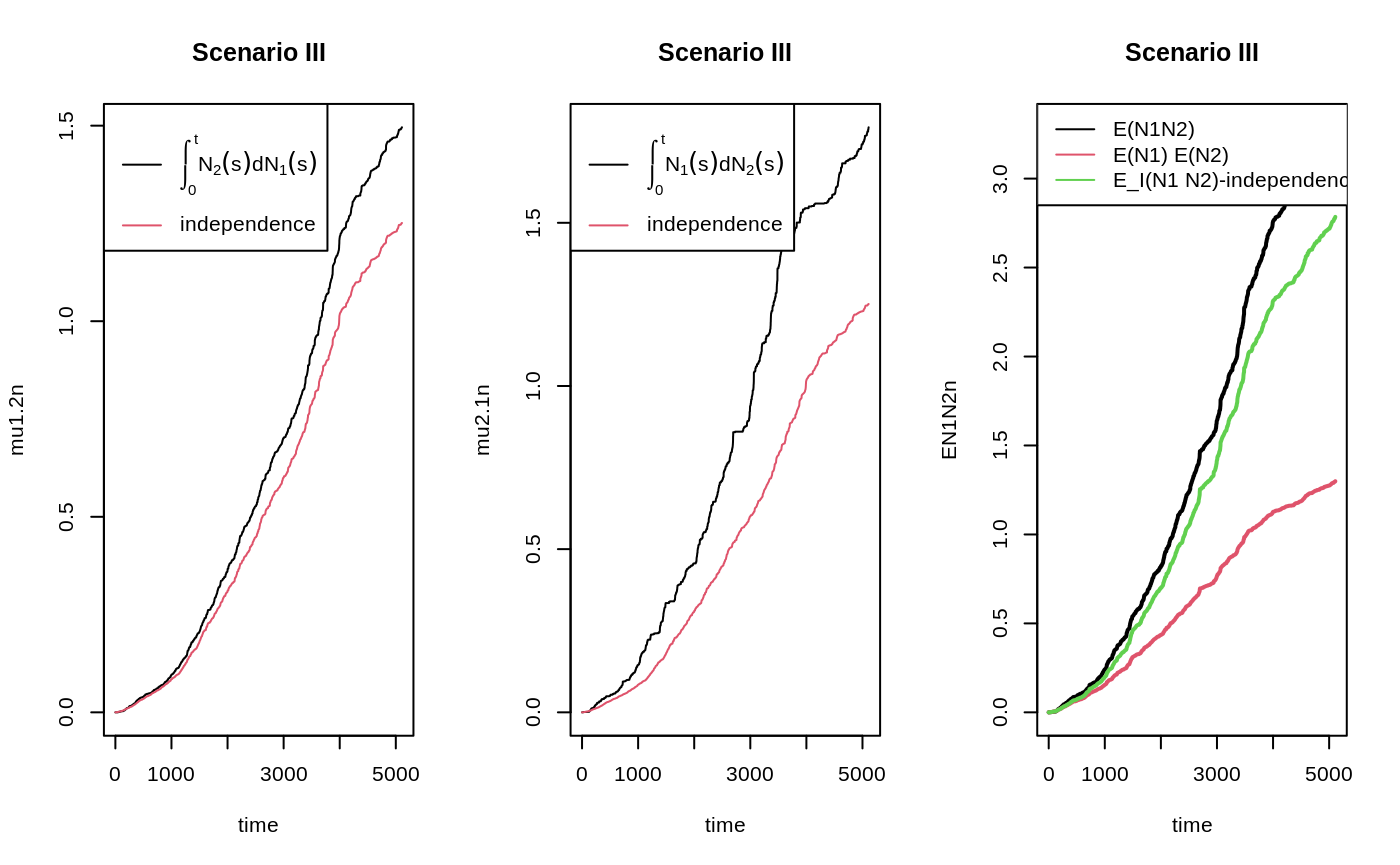 Scenario III
mu1.2n
0.0 0.5 1.0 1.5
∫₀ᵗ N₂(s)dN₁(s)
independence
0 1000 3000 5000
time
Scenario III
mu2.1n
0.0 0.5 1.0 1.5
∫₀ᵗ N₁(s)dN₂(s)
independence
0 1000 3000 5000
time
Scenario III
EN1N2n
0.0 0.5 1.0 1.5 2.0 2.5 3.0
E(N1N2)
E(N1) E(N2)
E_I(N1 N2)-independenc
0 1000 3000 5000
time